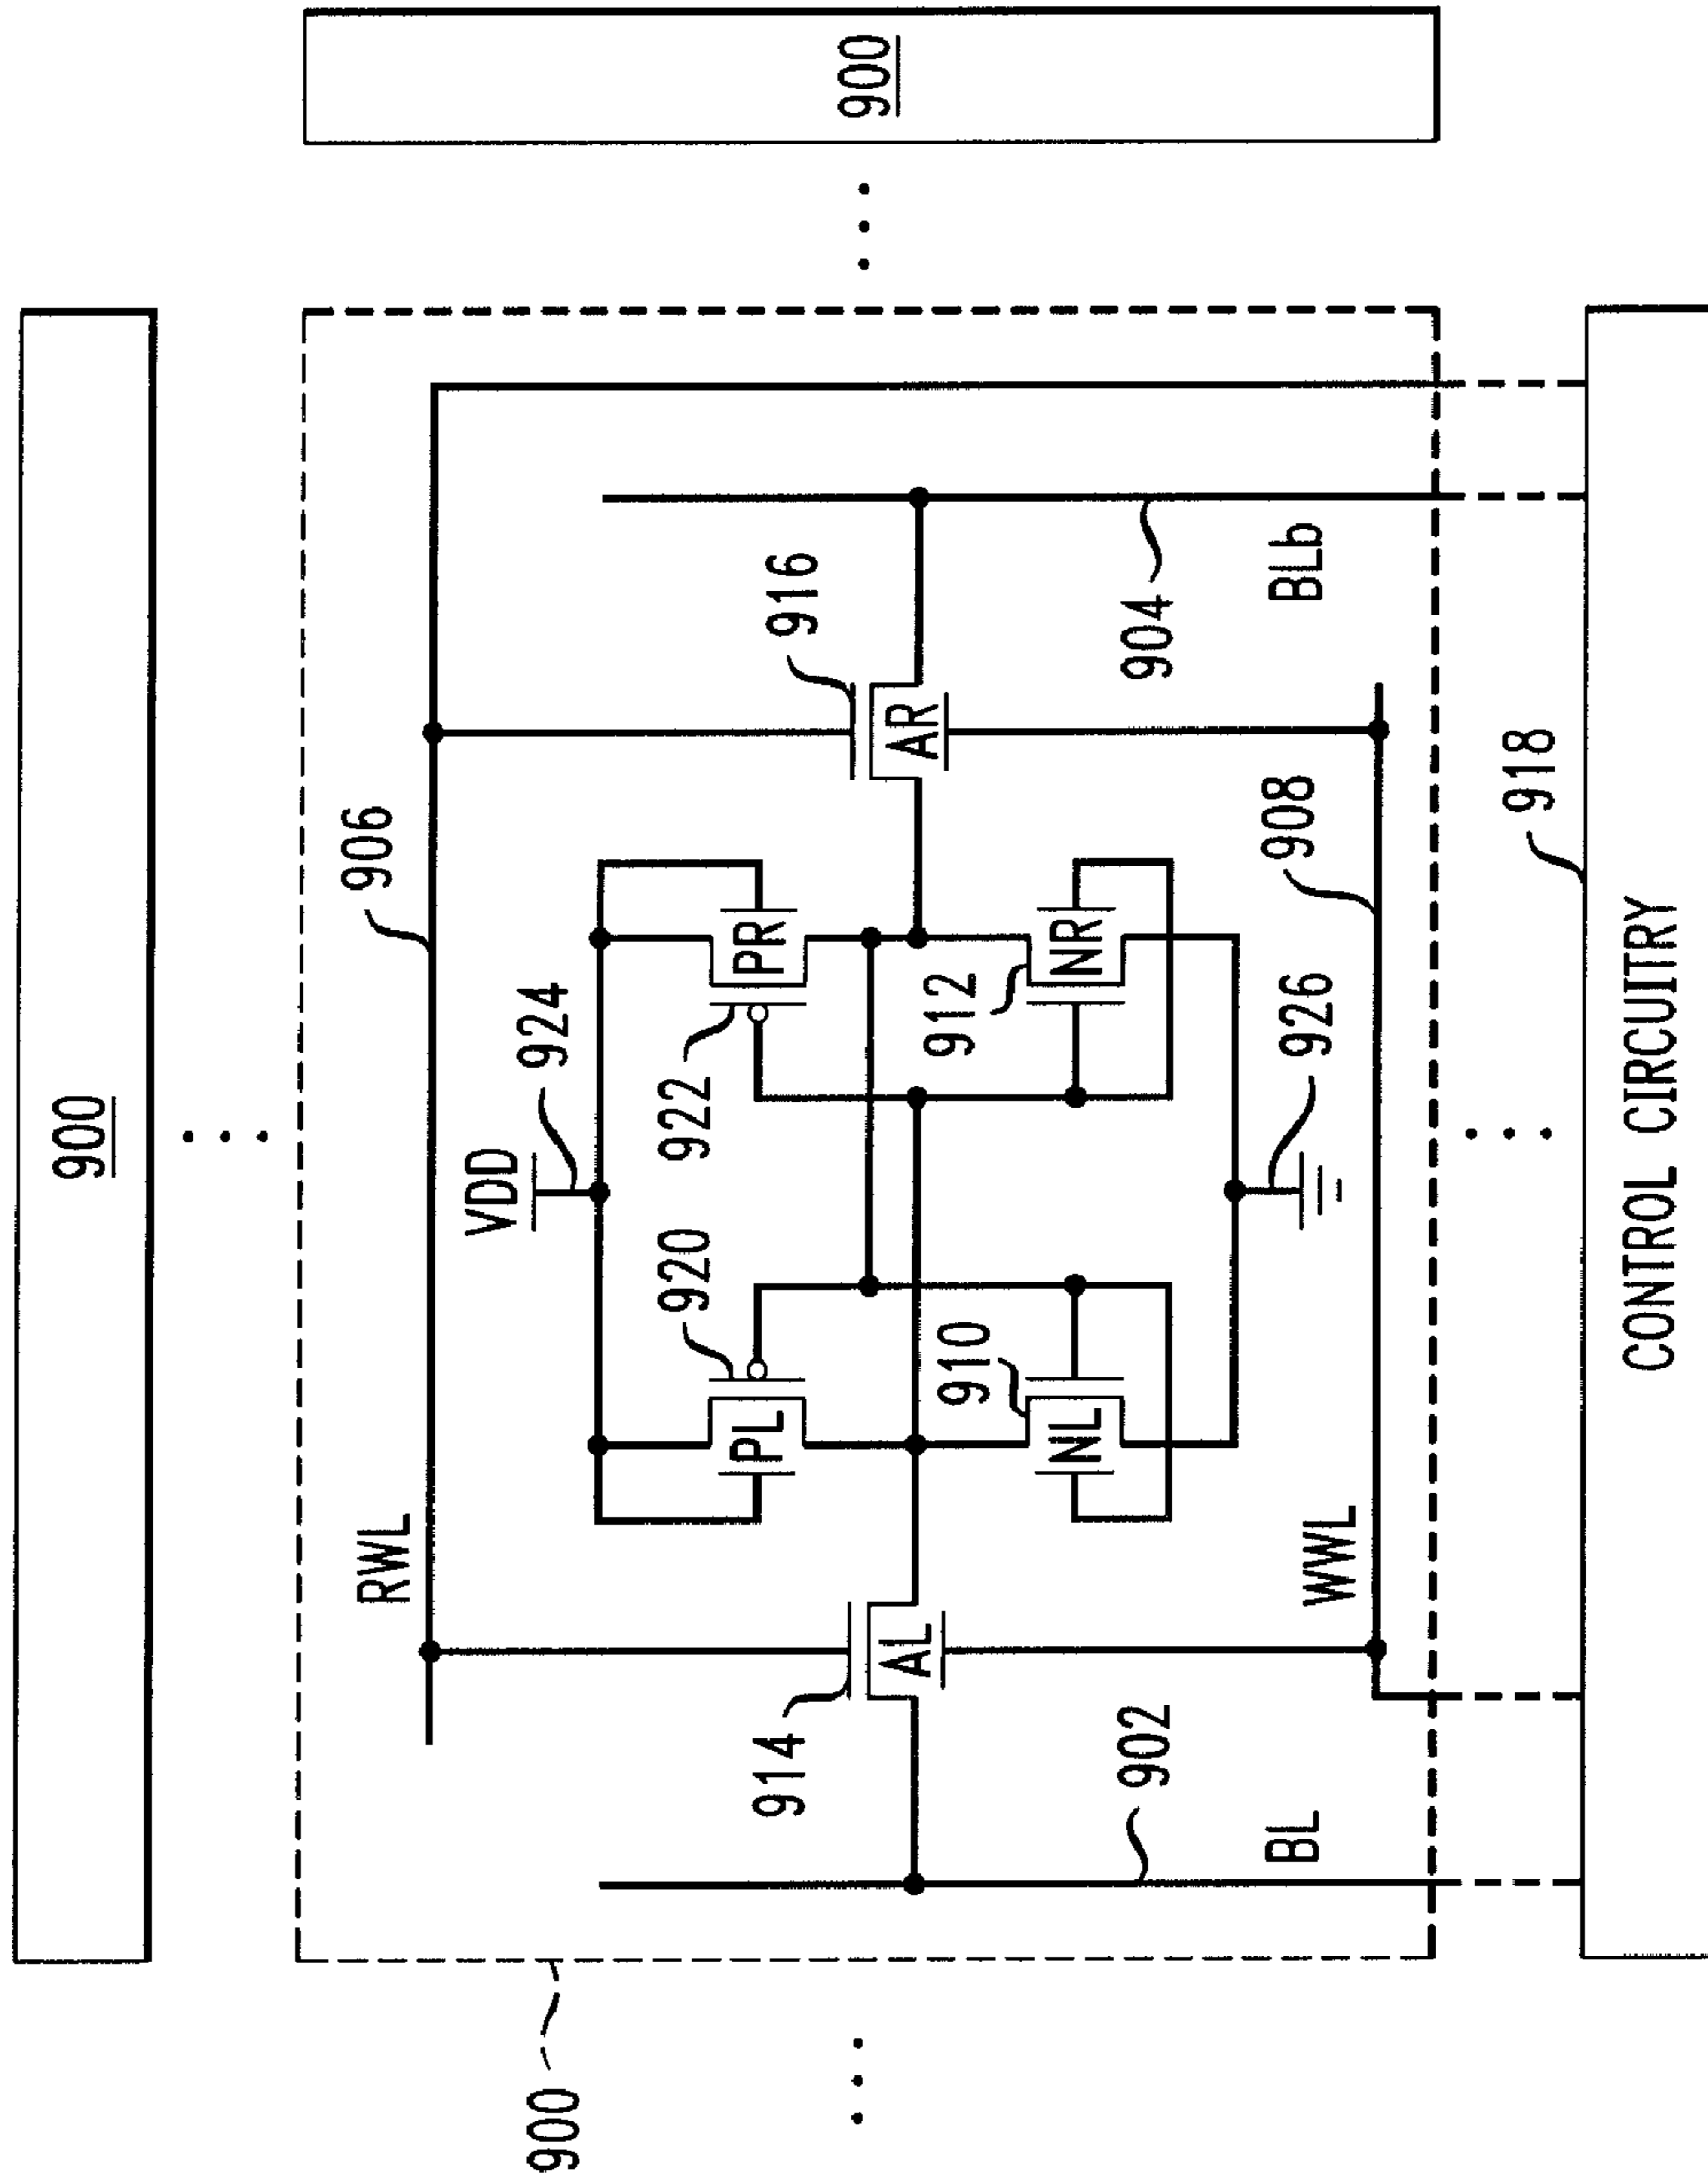 900
900
RWL
906
VDD
924
920
922
916
PL
PR
914
AL
AR
910
912
NL
NR
902
904
926
908
WWL
BL
BLb
900
918
CONTROL CIRCUITRY